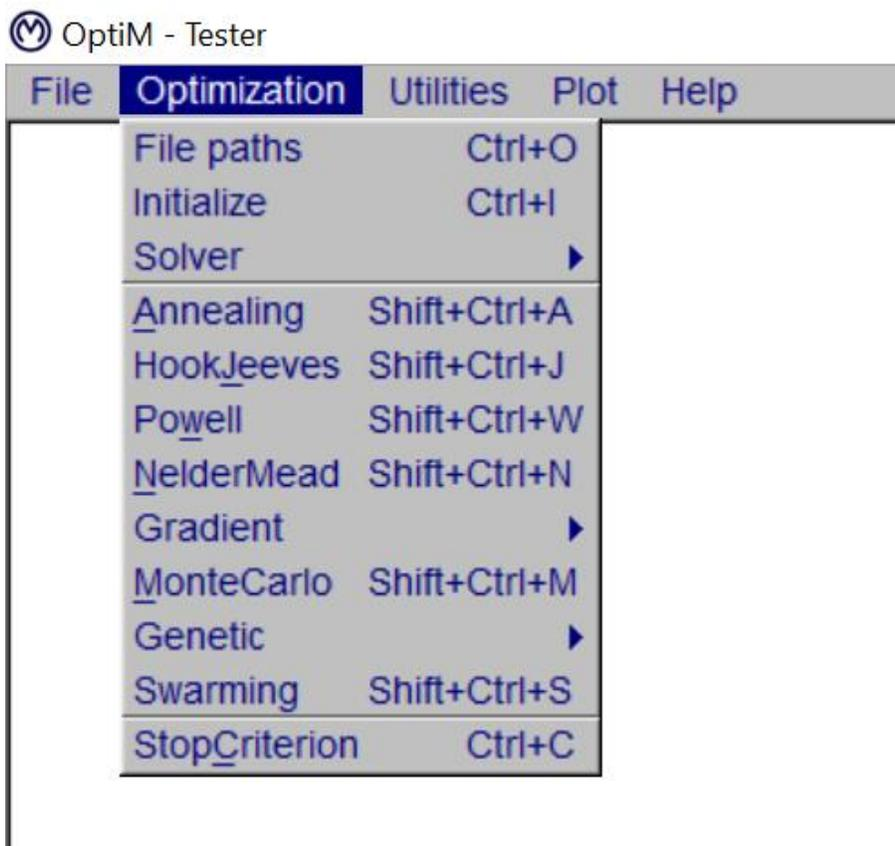 OptiM - Tester
File Optimization Utilities Plot Help
File paths Ctrl+O
Initialize Ctrl+I
Solver
Annealing Shift+Ctrl+A
HookJeeves Shift+Ctrl+J
Powell Shift+Ctrl+W
NelderMead Shift+Ctrl+N
Gradient
MonteCarlo Shift+Ctrl+M
Genetic
Swarming Shift+Ctrl+S
StopCriterion Ctrl+C